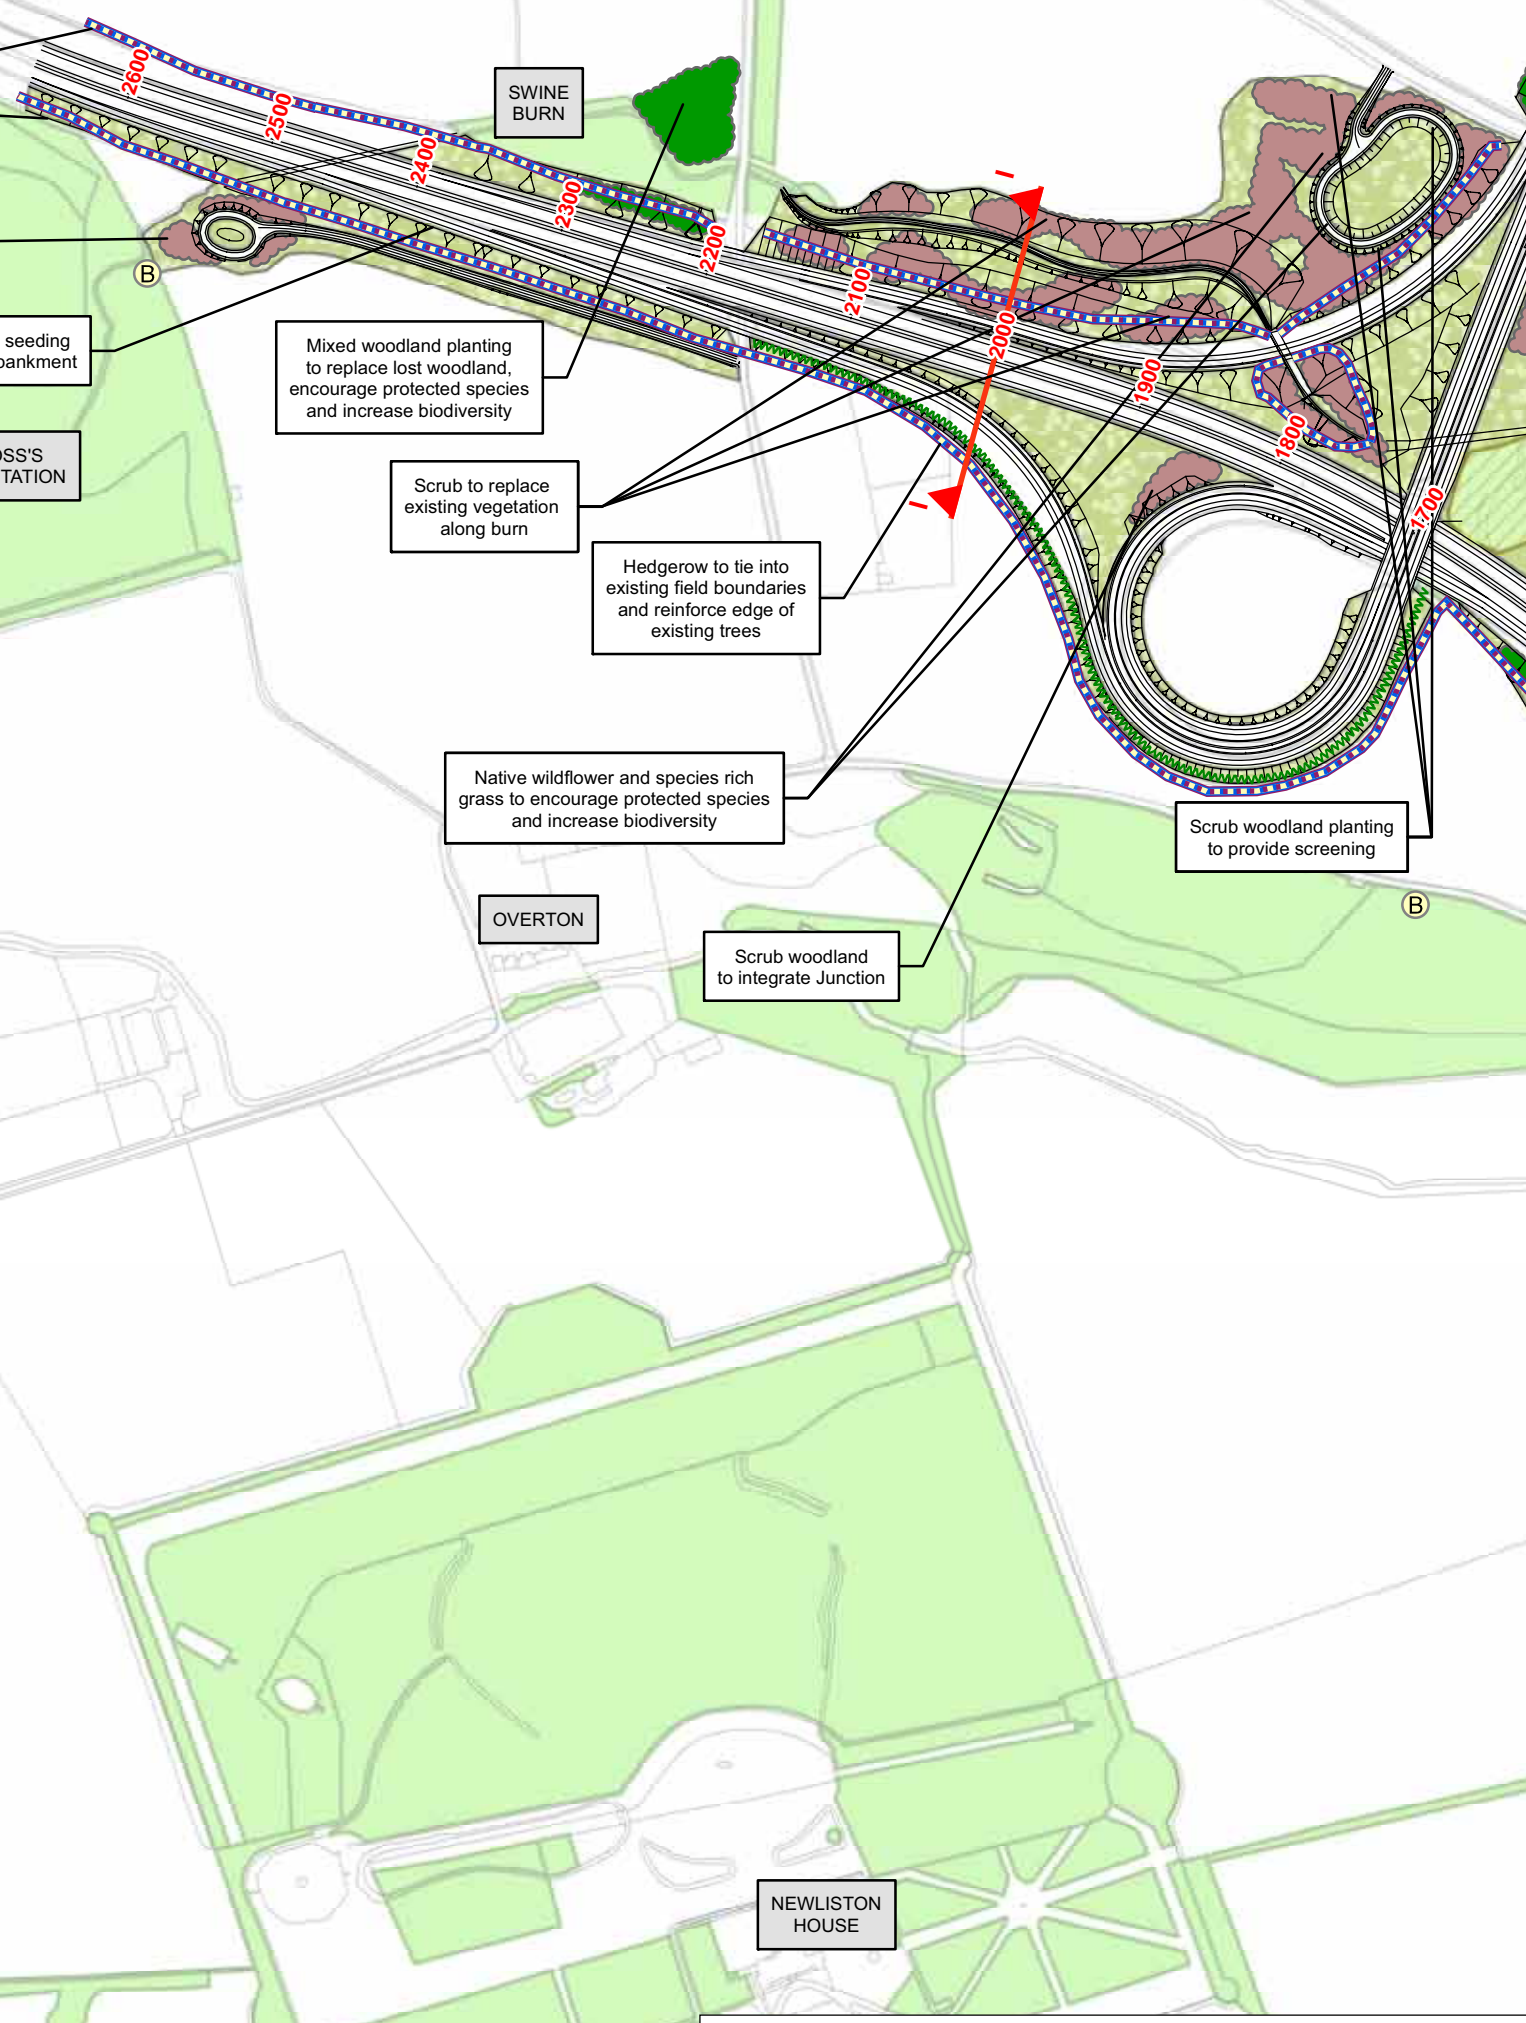 2600
2500
2400
2300
2200
2100
2000
1900
1800
1700
SWINE
BURN
B
seeding
Mixed woodland planting
to replace lost woodland,
encourage protected species
and increase biodiversity
Scrub to replace
existing vegetation
along burn
Hedgerow to tie into
existing field boundaries
and reinforce edge of
existing trees
Native wildflower and species rich
grass to encourage protected species
and increase biodiversity
Scrub woodland planting
to provide screening
B
OVERTON
Scrub woodland
to integrate Junction
NEWLISTON
HOUSE